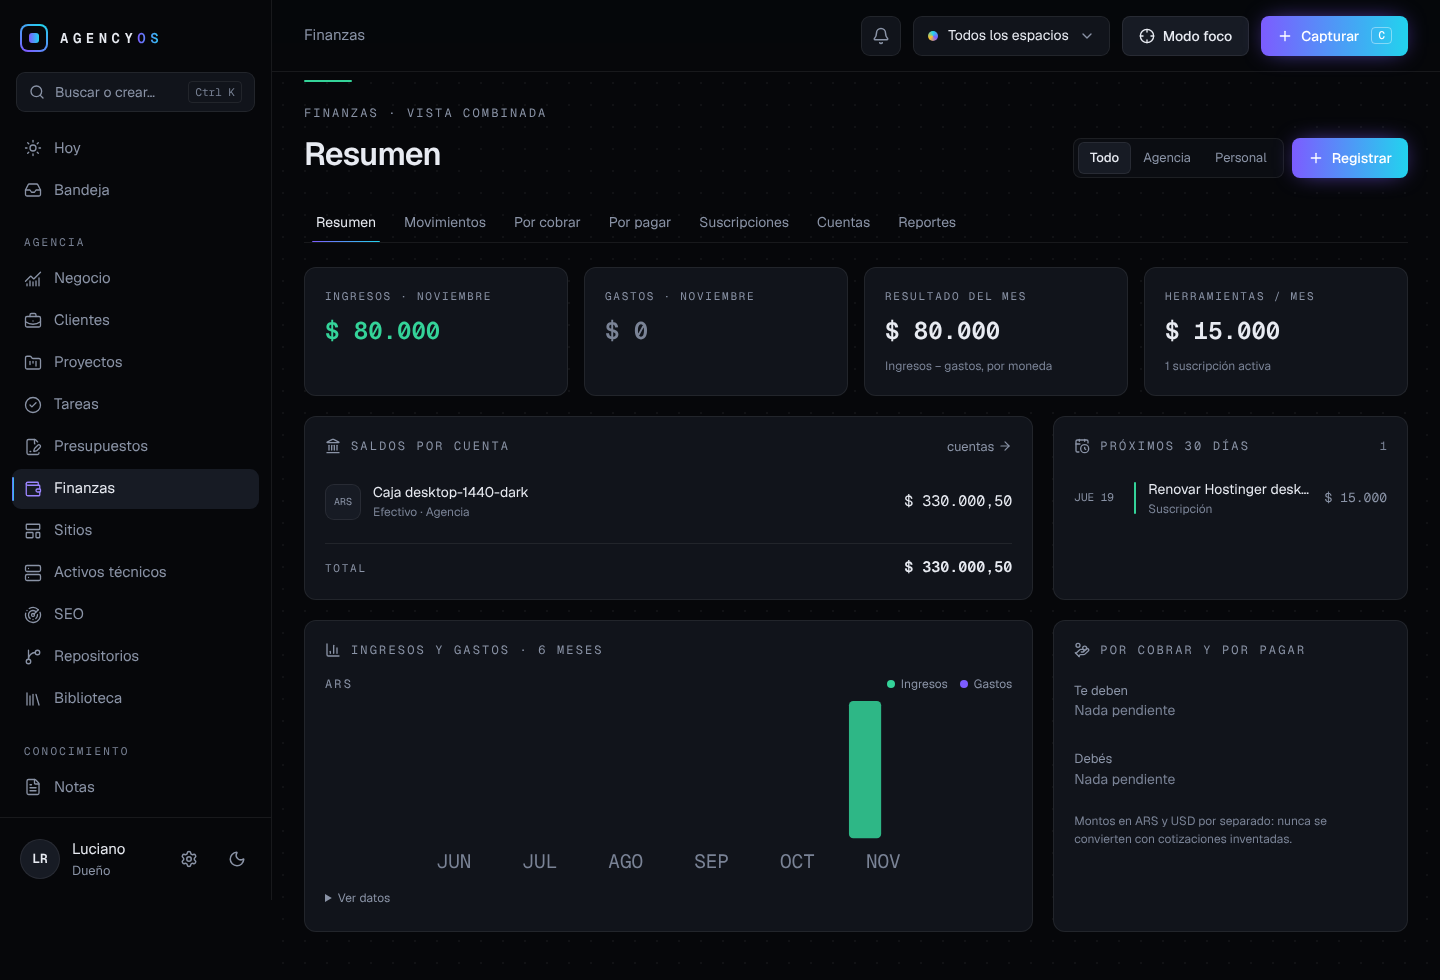 AGENCYOS
Buscar o crear...
Ctrl K
Hoy
Bandeja
AGENCIA
Negocio
Clientes
Proyectos
Tareas
Presupuestos
Finanzas
Sitios
Activos técnicos
SEO
Repositorios
Biblioteca
CONOCIMIENTO
Notas
LR
Luciano
Dueño
Finanzas
Todos los espacios
Modo foco
Capturar C
FINANZAS · VISTA COMBINADA
Resumen
Todo Agencia Personal
Registrar
Resumen Movimientos Por cobrar Por pagar Suscripciones Cuentas Reportes
INGRESOS · NOVIEMBRE
$ 80.000
GASTOS · NOVIEMBRE
$ 0
RESULTADO DEL MES
$ 80.000
Ingresos – gastos, por moneda
HERRAMIENTAS / MES
$ 15.000
1 suscripción activa
SALDOS POR CUENTA
cuentas →
ARS
Caja desktop-1440-dark
Efectivo · Agencia
$ 330.000,50
TOTAL
$ 330.000,50
PRÓXIMOS 30 DÍAS
1
JUE 19
Renovar Hostinger desk…
Suscripción
$ 15.000
INGRESOS Y GASTOS · 6 MESES
ARS
Ingresos Gastos
JUN JUL AGO SEP OCT NOV
Ver datos
POR COBRAR Y POR PAGAR
Te deben
Nada pendiente
Debés
Nada pendiente
Montos en ARS y USD por separado: nunca se
convierten con cotizaciones inventadas.